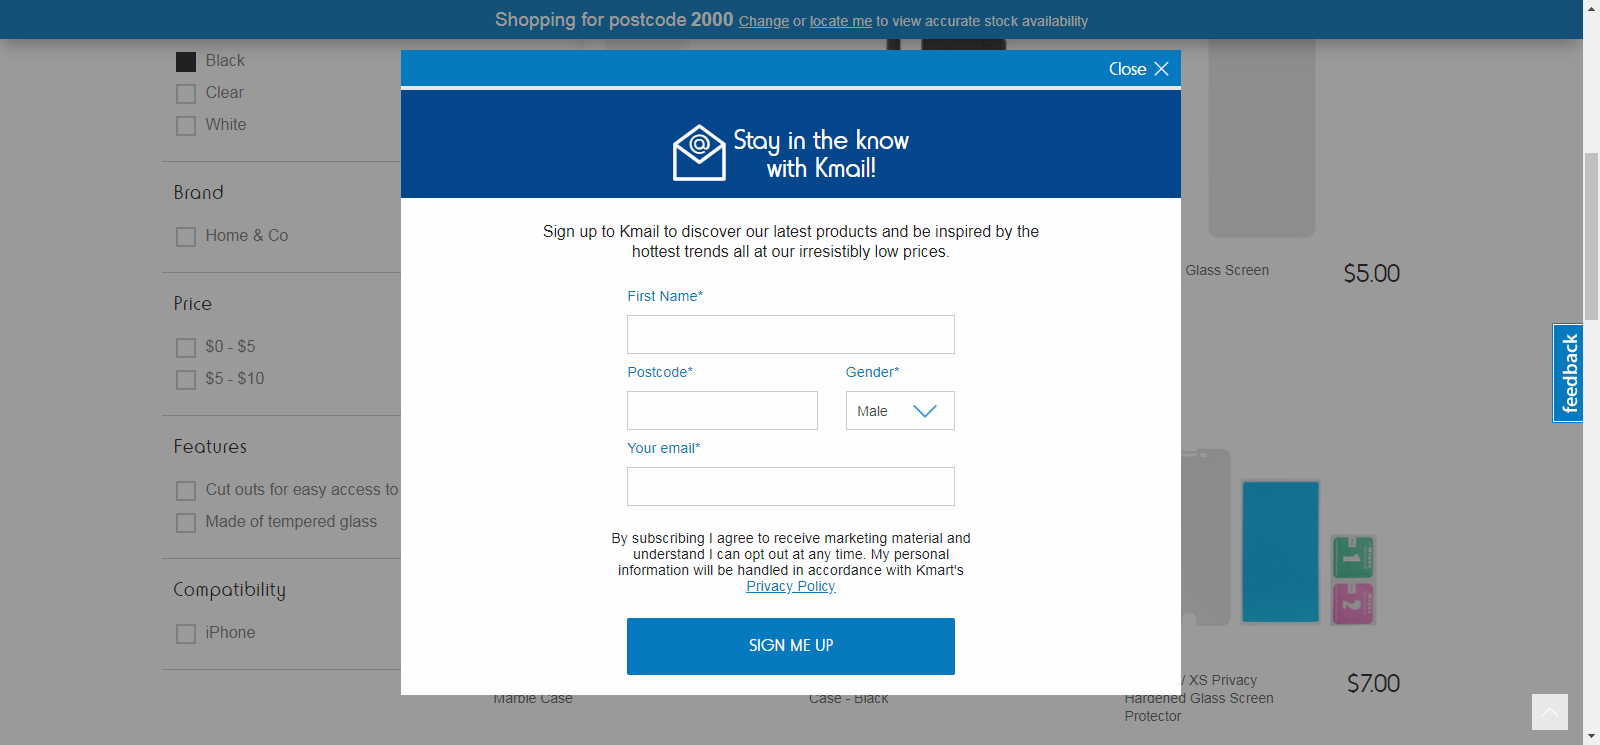 Shopping for postcode 2000 Change or locate me to view accurate stock availability
Black
Clear
White
Brand
Home & Co
Price
$0 - $5
$5 - $10
Features
Cut outs for easy access to
Made of tempered glass
Compatibility
iPhone
Close
@
Stay in the know
with Kmail!
Sign up to Kmail to discover our latest products and be inspired by the
hottest trends all at our irresistibly low prices.
First Name*
Postcode*
Gender*
Male
Your email*
By subscribing I agree to receive marketing material and
understand I can opt out at any time. My personal
information will be handled in accordance with Kmart's
Privacy Policy
SIGN ME UP
Glass Screen
$5.00
feedback
1
2
Marble Case
Case - Black
/ XS Privacy
Hardened Glass Screen
Protector
$7.00